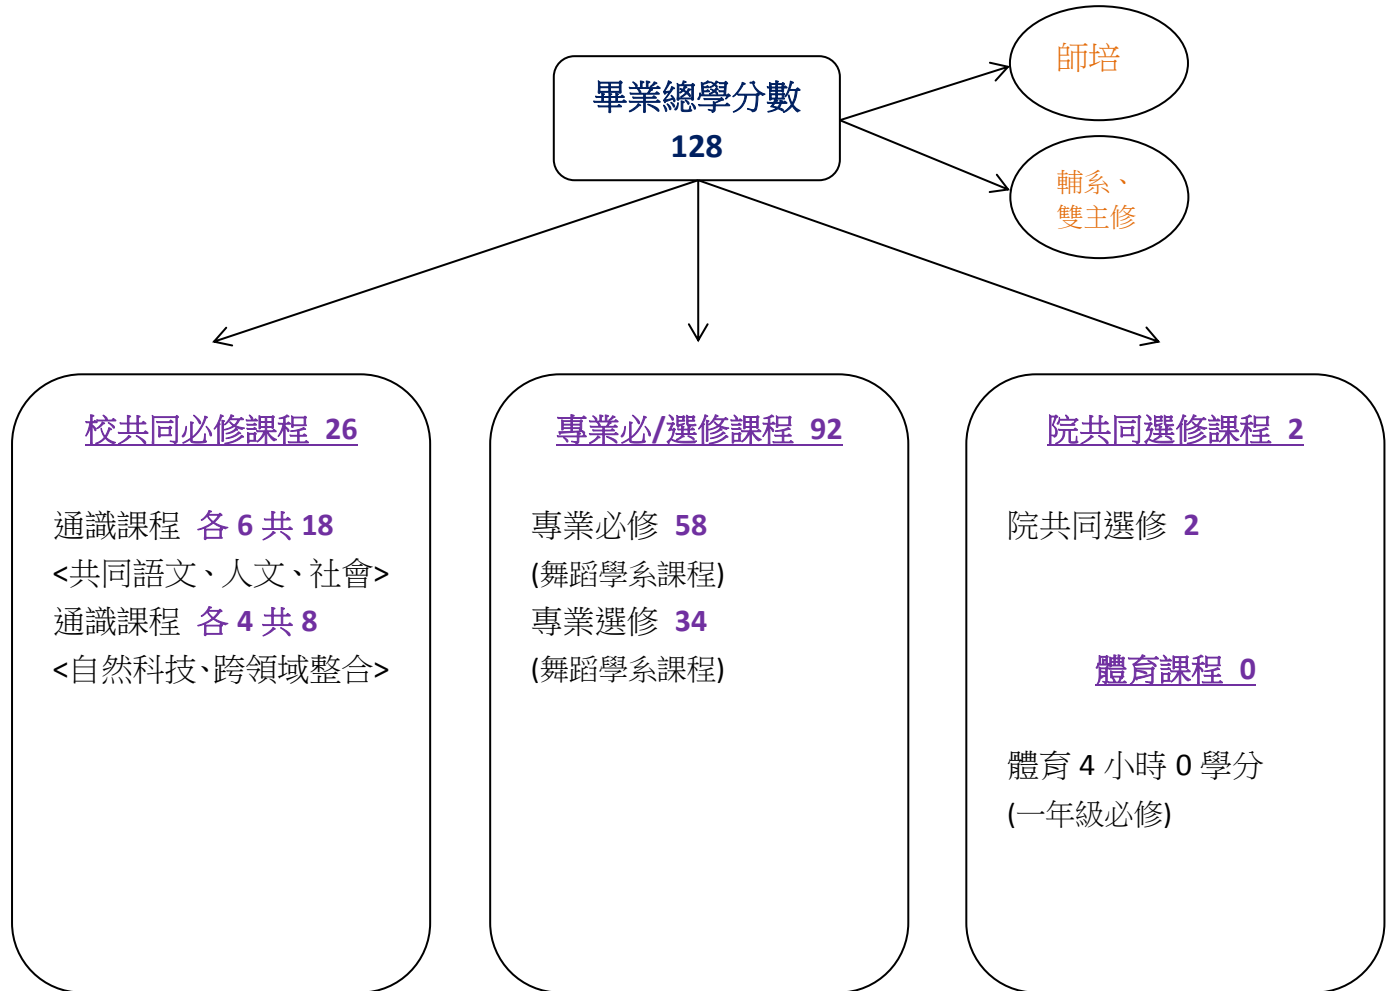 畢業總學分數
128
師培
輔系、
雙主修
校共同必修課程 26
通識課程 各 6 共 18
<共同語文、人文、社會>
通識課程 各 4 共 8
<自然科技、跨領域整合>
專業必/選修課程 92
專業必修 58
(舞蹈學系課程)
專業選修 34
(舞蹈學系課程)
院共同選修課程 2
院共同選修 2
體育課程 0
體育 4 小時 0 學分
(一年級必修)